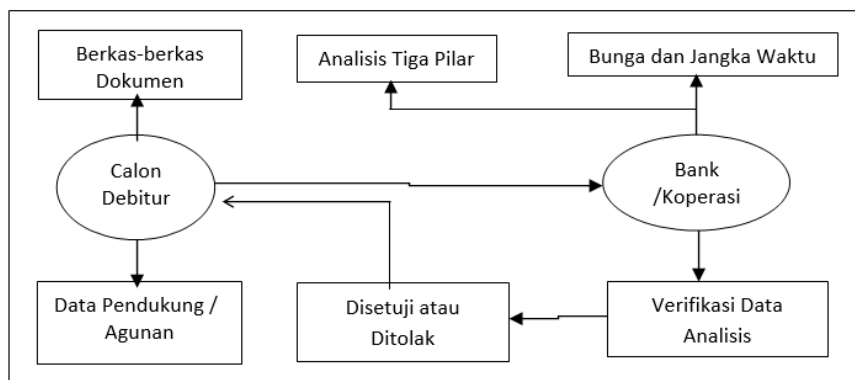 Berkas-berkas
Dokumen
Analisis Tiga Pilar
Bunga dan Jangka Waktu
Calon
Debitur
Bank
/Koperasi
Data Pendukung /
Agunan
Disetuji atau
Ditolak
Verifikasi Data
Analisis